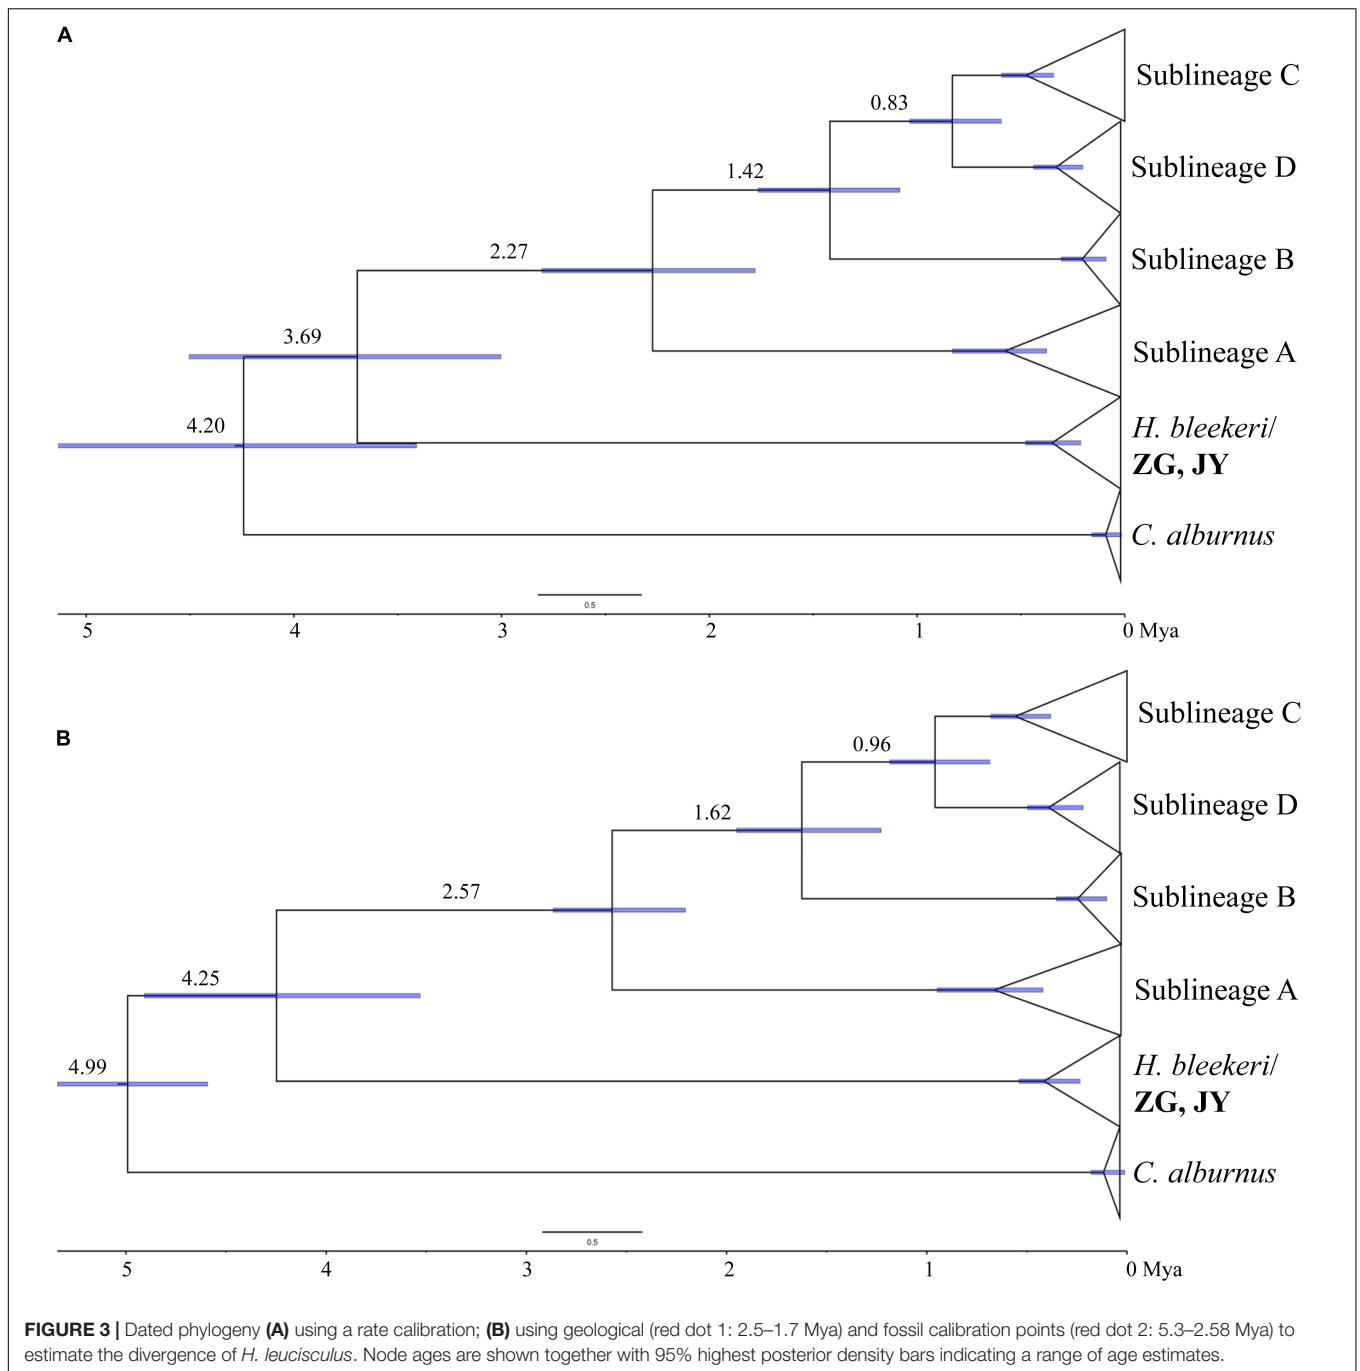 A
Sublineage C
0.83
Sublineage D
1.42
Sublineage B
2.27
3.69
Sublineage A
4.20
H. bleekeri/
ZG, JY
C. alburnus
0.5
5 4 3 2 1 0 Mya
B
Sublineage C
0.96
Sublineage D
1.62
Sublineage B
2.57
4.25
Sublineage A
4.99
H. bleekeri/
ZG, JY
C. alburnus
0.5
5 4 3 2 1 0 Mya
FIGURE 3 | Dated phylogeny (A) using a rate calibration; (B) using geological (red dot 1: 2.5–1.7 Mya) and fossil calibration points (red dot 2: 5.3–2.58 Mya) to
estimate the divergence of H. leucisculus. Node ages are shown together with 95% highest posterior density bars indicating a range of age estimates.